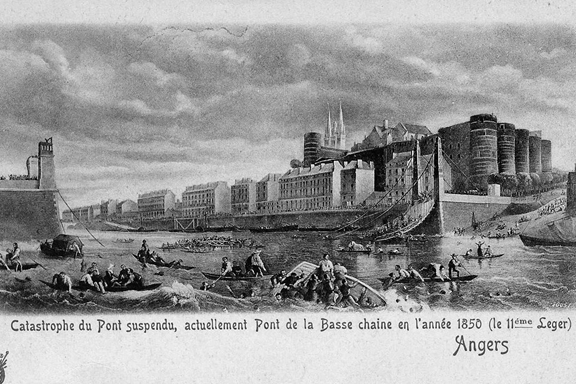 Catastrophe du Pont suspendu, actuellement Pont de la Basse chaine en l'année 1850 (le 11ème Leger)
Angers